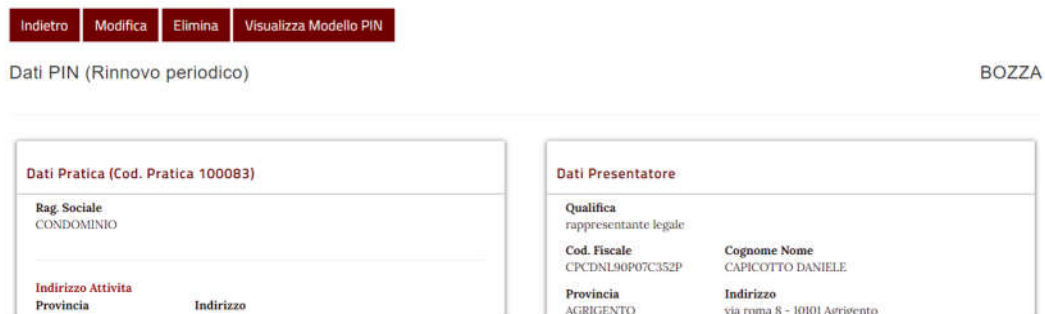 Indietro Modifica Elimina Visualizza Modello PIN
Dati PIN (Rinnovo periodico) BOZZA
Dati Pratica (Cod. Pratica 100083)
Rag. Sociale
CONDOMINIO
Indirizzo Attivita
Provincia Indirizzo
Dati Presentatore
Qualifica
rappresentante legale
Cod. Fiscale Cognome Nome
CPCDNL90P07C352P CAPICOTTO DANIELE
Provincia Indirizzo
AGRIGENTO via roma 8 - 10101 Agrigento